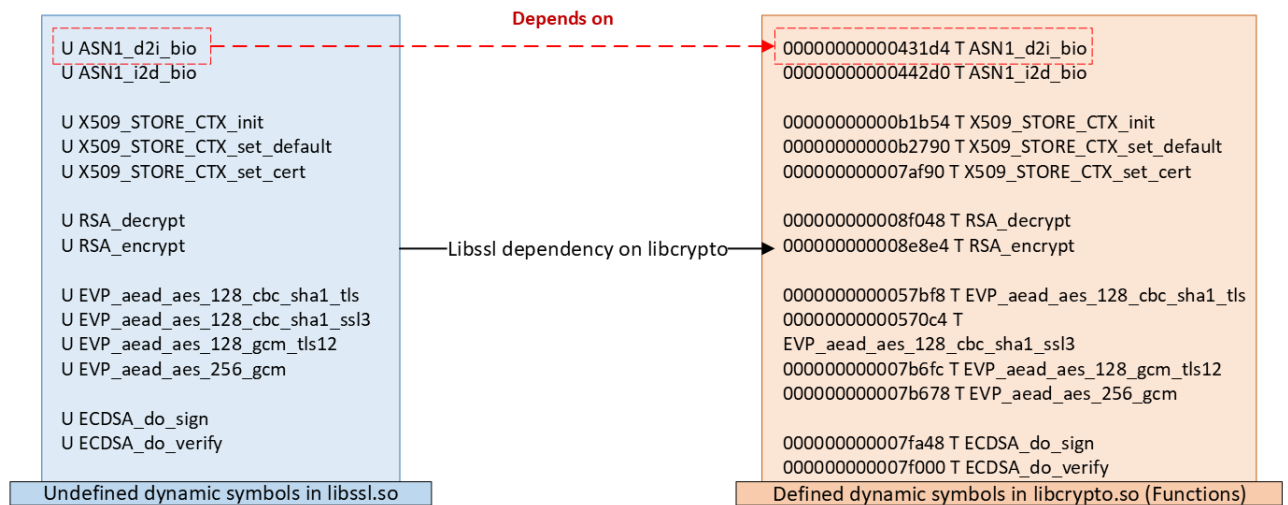 Depends on
U ASN1_d2i_bio
U ASN1_i2d_bio
U X509_STORE_CTX_init
U X509_STORE_CTX_set_default
U X509_STORE_CTX_set_cert
U RSA_decrypt
U RSA_encrypt
U EVP_aead_aes_128_cbc_sha1_tls
U EVP_aead_aes_128_cbc_sha1_ssl3
U EVP_aead_aes_128_gcm_tls12
U EVP_aead_aes_256_gcm
U ECDSA_do_sign
U ECDSA_do_verify
Undefined dynamic symbols in libssl.so
Libssl dependency on libcrypto
00000000000431d4 T ASN1_d2i_bio
00000000000442d0 T ASN1_i2d_bio
00000000000b1b54 T X509_STORE_CTX_init
00000000000b2790 T X509_STORE_CTX_set_default
000000000007af90 T X509_STORE_CTX_set_cert
000000000008f048 T RSA_decrypt
000000000008e8e4 T RSA_encrypt
0000000000057bf8 T EVP_aead_aes_128_cbc_sha1_tls
00000000000570c4 T
EVP_aead_aes_128_cbc_sha1_ssl3
000000000007b6fc T EVP_aead_aes_128_gcm_tls12
000000000007b678 T EVP_aead_aes_256_gcm
000000000007fa48 T ECDSA_do_sign
000000000007f000 T ECDSA_do_verify
Defined dynamic symbols in libcrypto.so (Functions)